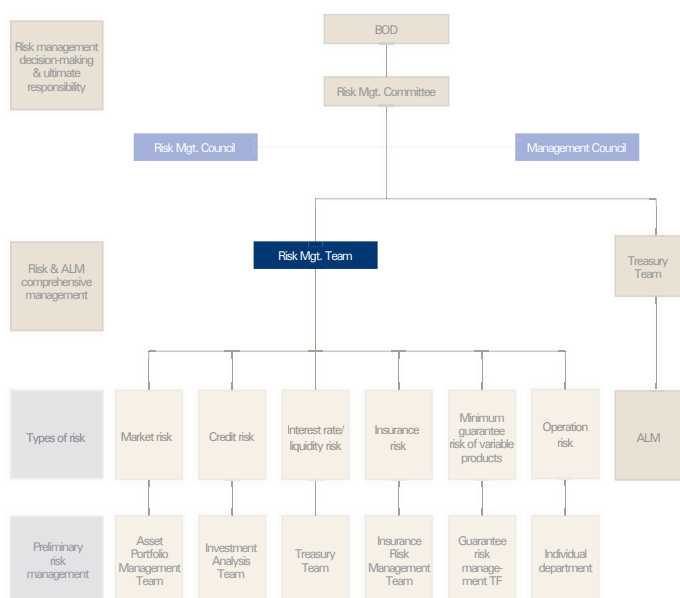 BOD
Risk management
decision-making
& ultimate
responsibility
Risk Mgt. Committee
Risk Mgt. Council
Management Council
Risk Mgt. Team
Risk & ALM
comprehensive
management
Treasury
Team
Types of risk
Market risk
Credit risk
Interest rate/
liquidity risk
Insurance
risk
Minimum
guarantee
risk of variable
products
Operation
risk
ALM
Preliminary
risk
management
Asset
Portfolio
Management
Team
Investment
Analysis
Team
Treasury
Team
Insurance
Risk
Management
Team
Guarantee
risk
manage-
ment TF
Individual
department